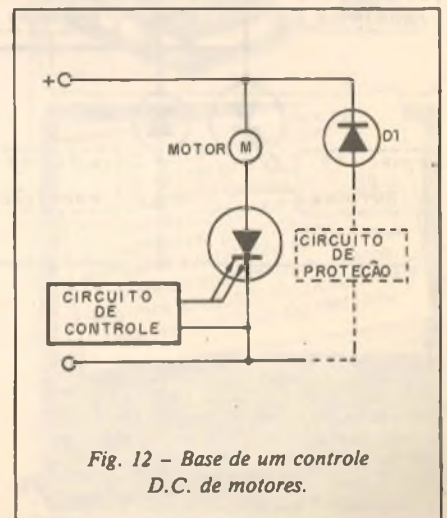 +
MOTOR
M
D1
CIRCUITO
DE
PROTEÇÃO
CIRCUITO
DE
CONTROLE
Fig. 12 – Base de um controle
D.C. de motores.